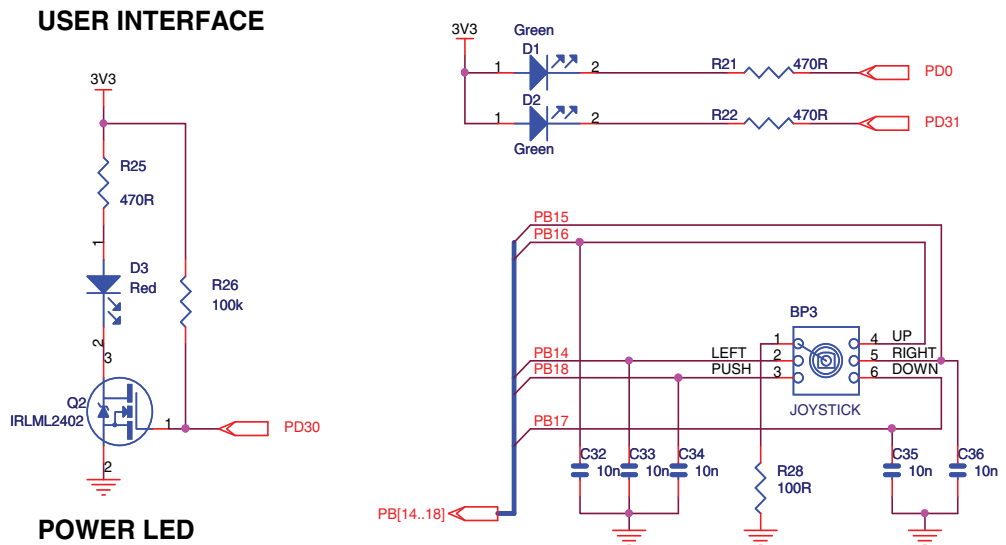 USER INTERFACE
3V3
R25
470R
1
D3
Red
R26
100k
2
3
Q2
IRLML2402
1
PD30
2
POWER LED
3V3
Green
D1
1
2
R21
470R
PD0
D2
1
2
R22
470R
PD31
Green
PB15
PB16
BP3
1
4
UP
PB14
LEFT
2
5
RIGHT
PB18
PUSH
3
6
DOWN
JOYSTICK
PB17
C32
10n
C33
10n
C34
10n
R28
100R
C35
10n
C36
10n
PB[14..18]